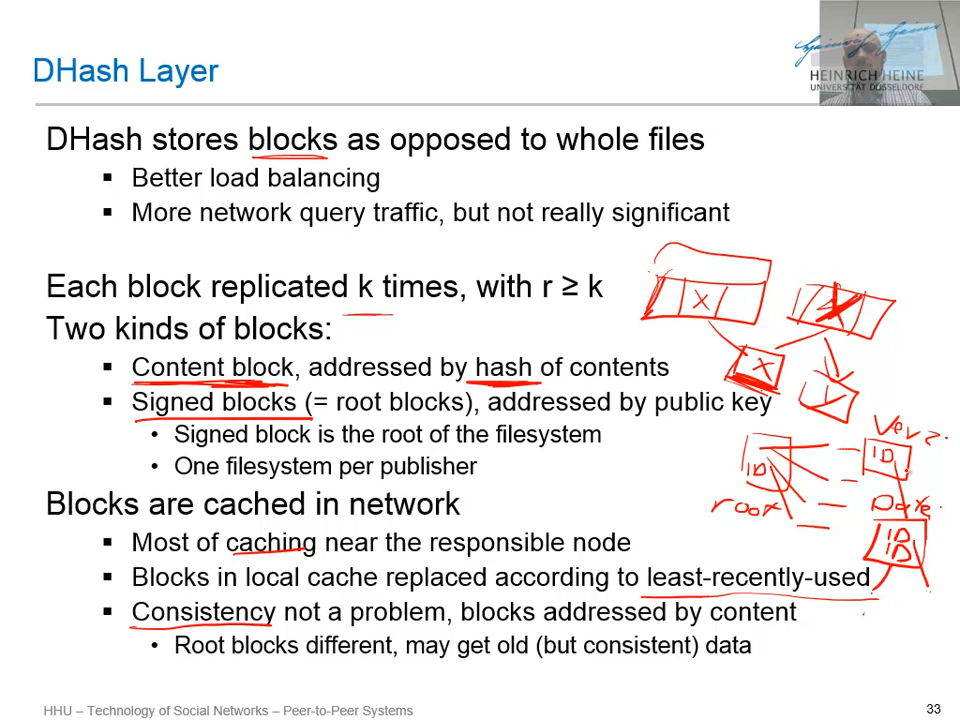 DHash Layer
HEINRICH HEINE
UNIVERSITÄT DÜSSELDORF
DHash stores blocks as opposed to whole files
▪ Better load balancing
▪ More network query traffic, but not really significant
Each block replicated k times, with r ≥ k
Two kinds of blocks:
▪ Content block, addressed by hash of contents
▪ Signed blocks (= root blocks), addressed by public key
• Signed block is the root of the filesystem
• One filesystem per publisher
Blocks are cached in network
▪ Most of caching near the responsible node
▪ Blocks in local cache replaced according to least-recently-used
▪ Consistency not a problem, blocks addressed by content
• Root blocks different, may get old (but consistent) data
X
X
Y
ID
root
ID
ID
ID
HHU – Technology of Social Networks – Peer-to-Peer Systems
33